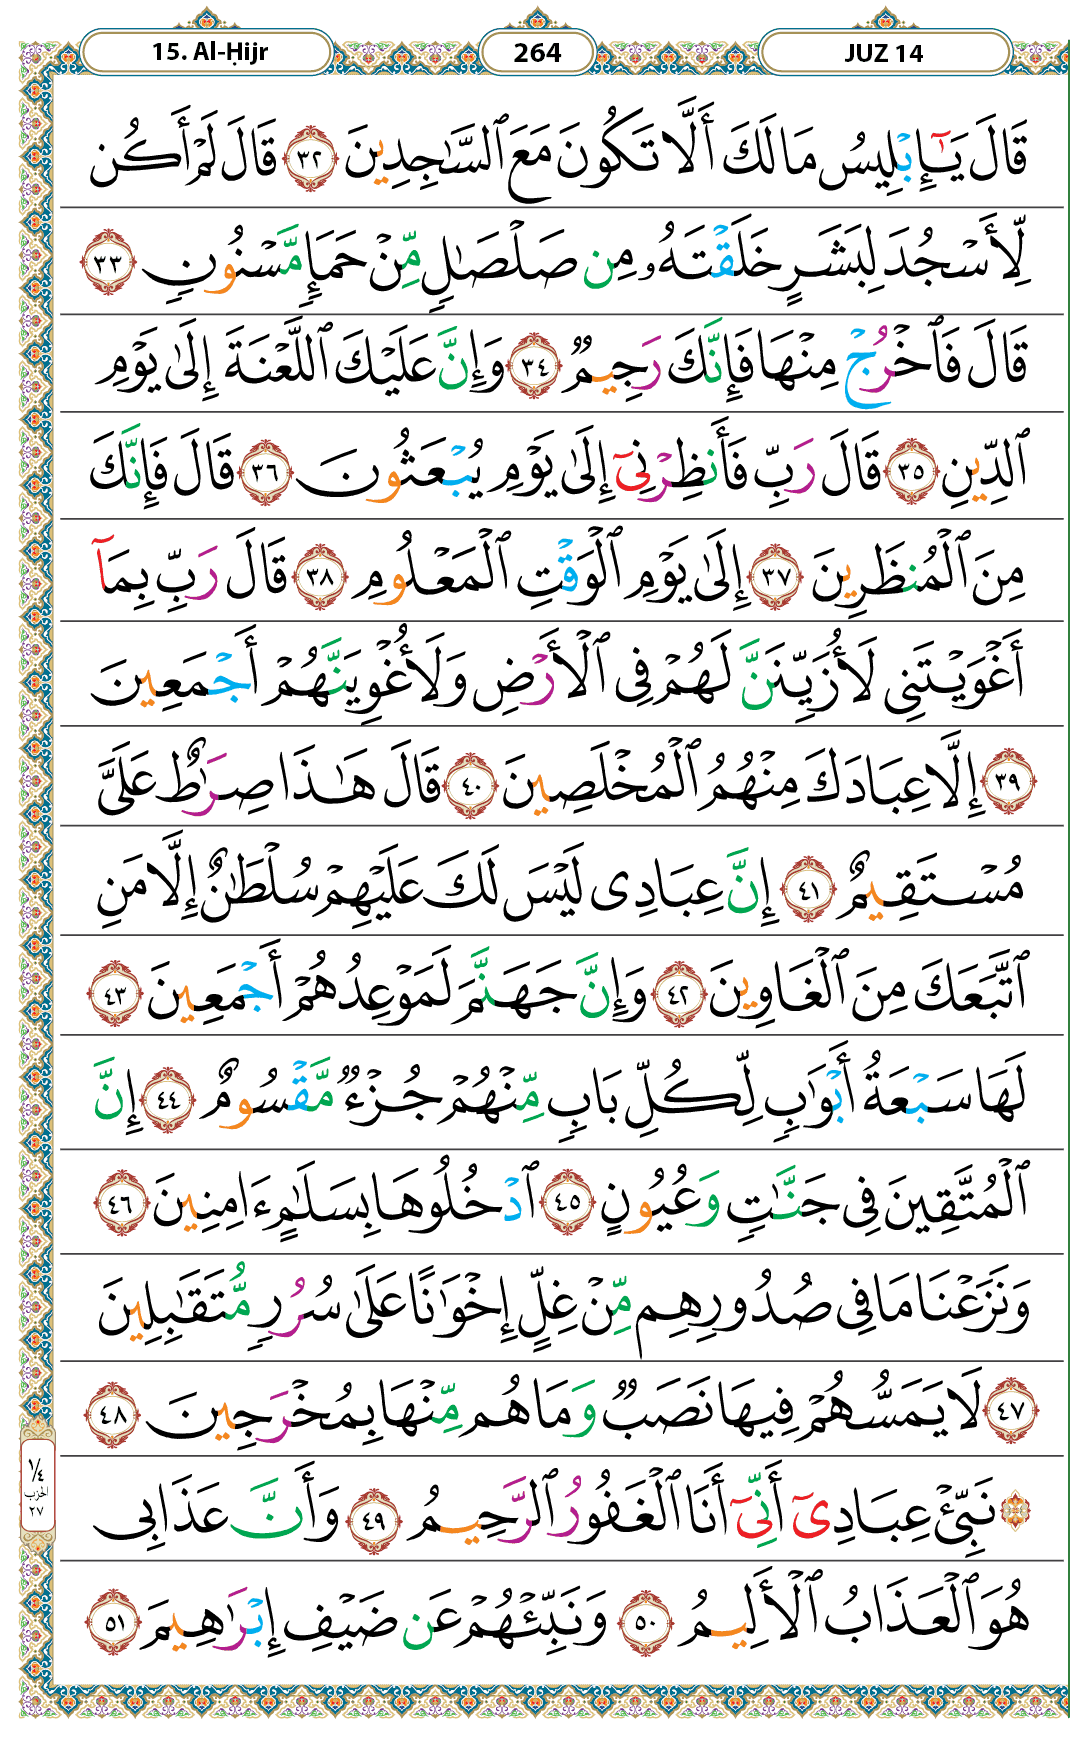 15. Al-Ḥijr
264
JUZ 14
قَالَ يَـٰٓإِبْلِيسُ مَا لَكَ أَلَّا تَكُونَ مَعَ ٱلسَّـٰجِدِينَ ٣٢ قَالَ لَمْ أَكُن
لِّأَسْجُدَ لِبَشَرٍ خَلَقْتَهُۥ مِن صَلْصَـٰلٍ مِّنْ حَمَإٍ مَّسْنُونٍ ٣٣
قَالَ فَٱخْرُجْ مِنْهَا فَإِنَّكَ رَجِيمٌ ٣٤ وَإِنَّ عَلَيْكَ ٱللَّعْنَةَ إِلَىٰ يَوْمِ
ٱلدِّينِ ٣٥ قَالَ رَبِّ فَأَنظِرْنِىٓ إِلَىٰ يَوْمِ يُبْعَثُونَ ٣٦ قَالَ فَإِنَّكَ
مِنَ ٱلْمُنظَرِينَ ٣٧ إِلَىٰ يَوْمِ ٱلْوَقْتِ ٱلْمَعْلُومِ ٣٨ قَالَ رَبِّ بِمَآ
أَغْوَيْتَنِى لَأُزَيِّنَنَّ لَهُمْ فِى ٱلْأَرْضِ وَلَأُغْوِيَنَّهُمْ أَجْمَعِينَ
٣٩ إِلَّا عِبَادَكَ مِنْهُمُ ٱلْمُخْلَصِينَ ٤٠ قَالَ هَـٰذَا صِرَٰطٌ عَلَىَّ
مُسْتَقِيمٌ ٤١ إِنَّ عِبَادِى لَيْسَ لَكَ عَلَيْهِمْ سُلْطَـٰنٌ إِلَّا مَنِ
ٱتَّبَعَكَ مِنَ ٱلْغَاوِينَ ٤٢ وَإِنَّ جَهَنَّمَ لَمَوْعِدُهُمْ أَجْمَعِينَ ٤٣
لَهَا سَبْعَةُ أَبْوَٰبٍ لِّكُلِّ بَابٍ مِّنْهُمْ جُزْءٌ مَّقْسُومٌ ٤٤ إِنَّ
ٱلْمُتَّقِينَ فِى جَنَّـٰتٍ وَعُيُونٍ ٤٥ ٱدْخُلُوهَا بِسَلَـٰمٍ ءَامِنِينَ ٤٦
وَنَزَعْنَا مَا فِى صُدُورِهِم مِّنْ غِلٍّ إِخْوَٰنًا عَلَىٰ سُرُرٍ مُّتَقَـٰبِلِينَ
٤٧ لَا يَمَسُّهُمْ فِيهَا نَصَبٌ وَمَا هُم مِّنْهَا بِمُخْرَجِينَ ٤٨
۞ نَبِّئْ عِبَادِىٓ أَنِّىٓ أَنَا ٱلْغَفُورُ ٱلرَّحِيمُ ٤٩ وَأَنَّ عَذَابِى
هُوَ ٱلْعَذَابُ ٱلْأَلِيمُ ٥٠ وَنَبِّئْهُمْ عَن ضَيْفِ إِبْرَٰهِيمَ ٥١
١/٤
الحزب
٢٧